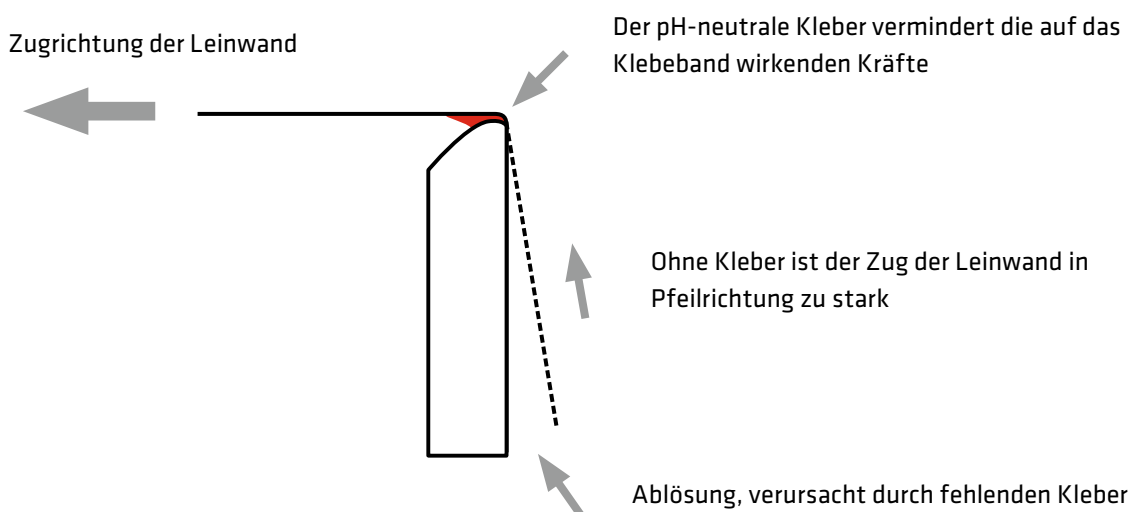 Zugrichtung der Leinwand
Der pH-neutrale Kleber vermindert die auf das
Klebeband wirkenden Kräfte
Ohne Kleber ist der Zug der Leinwand in
Pfeilrichtung zu stark
Ablösung, verursacht durch fehlenden Kleber